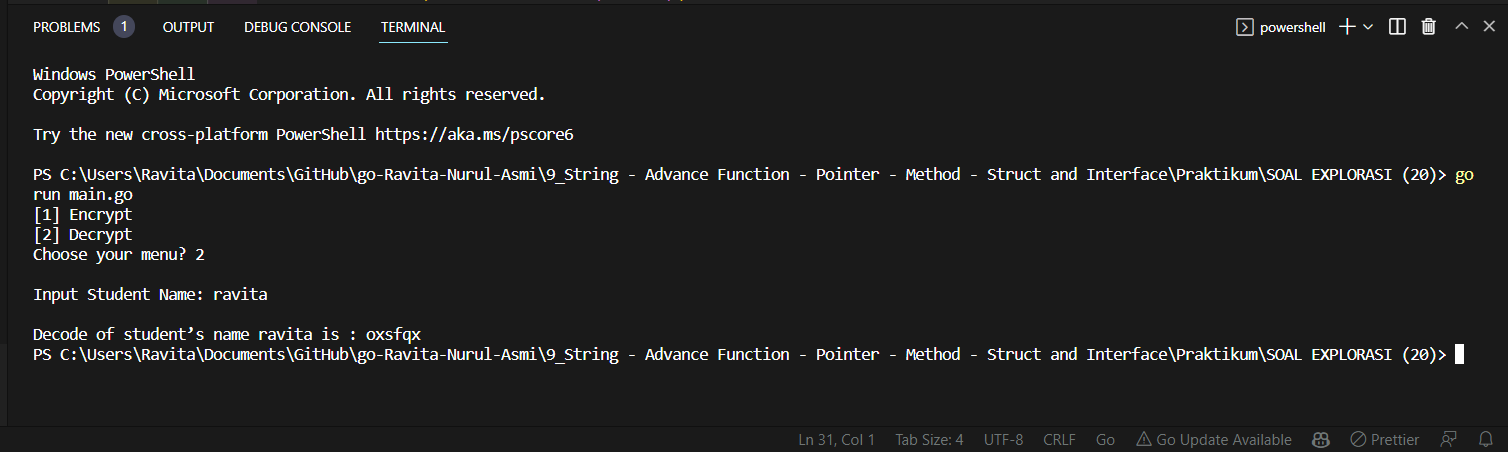 PROBLEMS 1 OUTPUT DEBUG CONSOLE TERMINAL powershell
Windows PowerShell
Copyright (C) Microsoft Corporation. All rights reserved.
Try the new cross-platform PowerShell https://aka.ms/pscore6
PS C:\Users\Ravita\Documents\GitHub\go-Ravita-Nurul-Asmi\9_String - Advance Function - Pointer - Method - Struct and Interface\Praktikum\SOAL EXPLORASI (20)> go
run main.go
[1] Encrypt
[2] Decrypt
Choose your menu? 2
Input Student Name: ravita
Decode of student’s name ravita is : oxsfqx
PS C:\Users\Ravita\Documents\GitHub\go-Ravita-Nurul-Asmi\9_String - Advance Function - Pointer - Method - Struct and Interface\Praktikum\SOAL EXPLORASI (20)>
Ln 31, Col 1 Tab Size: 4 UTF-8 CRLF Go Go Update Available Prettier